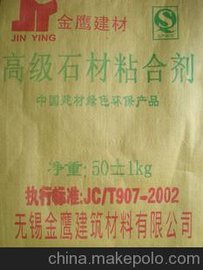 金鹰建材
JIN YING
高级石材粘合剂
中国建材绿色环保产品
净重:50±1kg
执行标准:JC/T907-2002
无锡金鹰建筑材料有限公司
china.makepolo.com